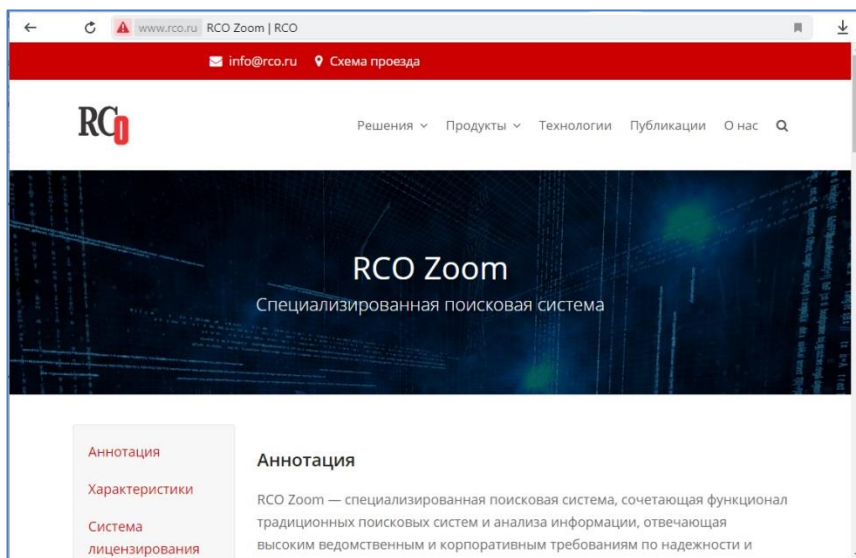 www.rco.ru RCO Zoom | RCO
info@rco.ru Схема проезда
RCO
Решения Продукты Технологии Публикации О нас
RCO Zoom
Специализированная поисковая система
Аннотация
Характеристики
Система
лицензирования
Аннотация
RCO Zoom — специализированная поисковая система, сочетающая функционал
традиционных поисковых систем и анализа информации, отвечающая
высоким ведомственным и корпоративным требованиям по надежности и